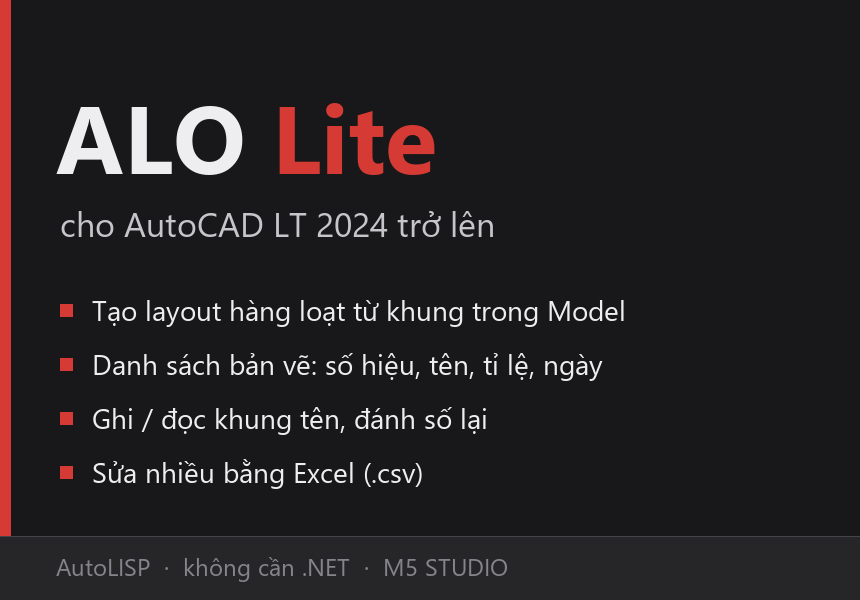 ALO Lite
cho AutoCAD LT 2024 trở lên
Tạo layout hàng loạt từ khung trong Model
Danh sách bản vẽ: số hiệu, tên, tỉ lệ, ngày
Ghi / đọc khung tên, đánh số lại
Sửa nhiều bằng Excel (.csv)
AutoLISP · không cần .NET · M5 STUDIO